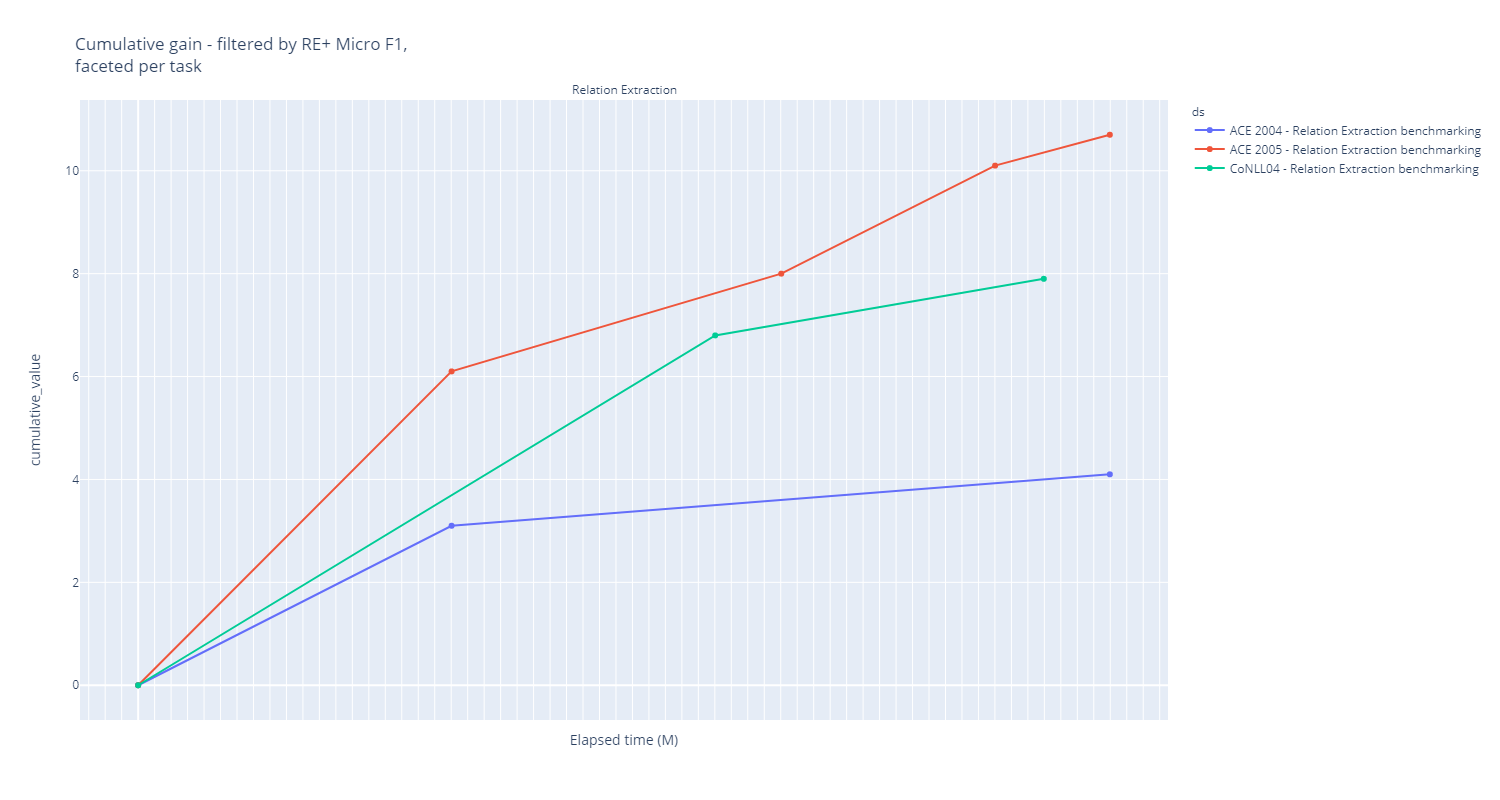 Cumulative gain - filtered by RE+ Micro F1,
faceted per task
Relation Extraction
ds
ACE 2004 - Relation Extraction benchmarking
ACE 2005 - Relation Extraction benchmarking
CoNLL04 - Relation Extraction benchmarking
10
8
6
4
2
0
cumulative_value
Elapsed time (M)